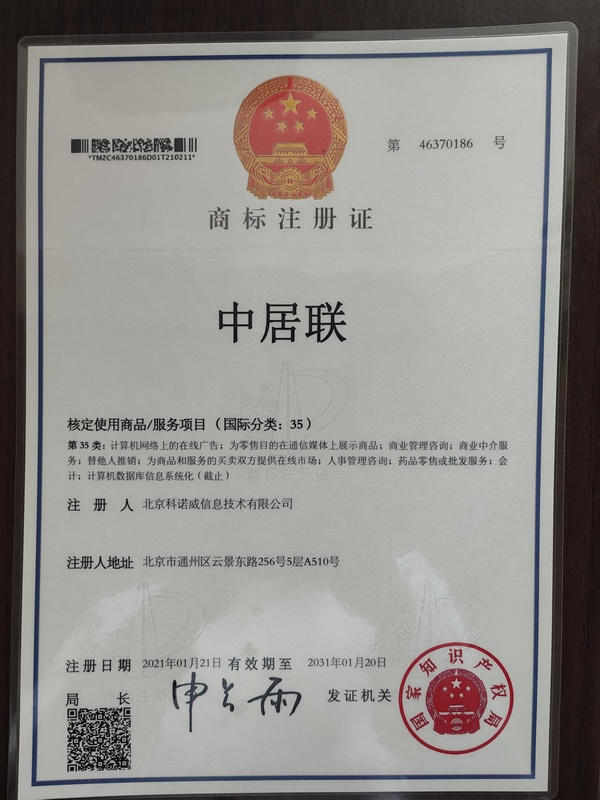 *TMZC46370186D01T210211*
第 46370186 号
商标注册证
中居联
核定使用商品/服务项目（国际分类：35）
第 35 类：计算机网络上的在线广告；为零售目的在通信媒体上展示商品；商业管理咨询；商业中介服
务；替他人推销；为商品和服务的买卖双方提供在线市场；人事管理咨询；药品零售或批发服务；会
计；计算机数据库信息系统化（截止）
注 册 人 北京科诺威信息技术有限公司
注册人地址 北京市通州区云景东路256号5层A510号
注册日期 2021年01月21日 有效期至 2031年01月20日
局 长 申长雨 发证机关
国家知识产权局